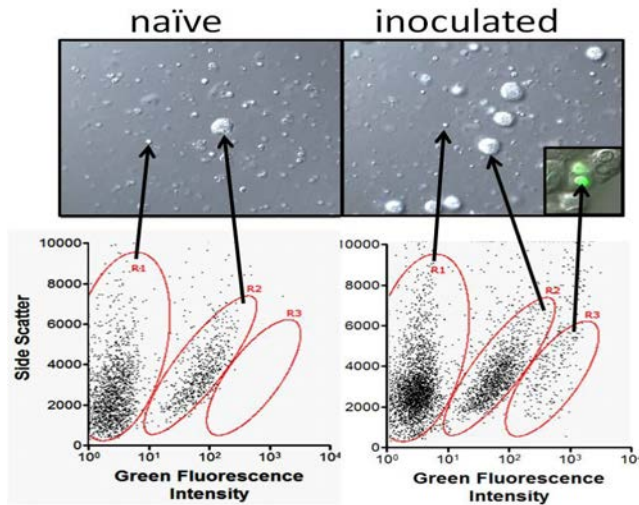 naïve inoculated
10000
8000
6000
4000
2000
0
Side Scatter
R1
R2
R3
10⁰ 10¹ 10² 10³ 10⁴
Green Fluorescence
Intensity
10000
8000
6000
4000
2000
0
R1
R2
R3
10⁰ 10¹ 10² 10³
Green Fluorescence
Intensity